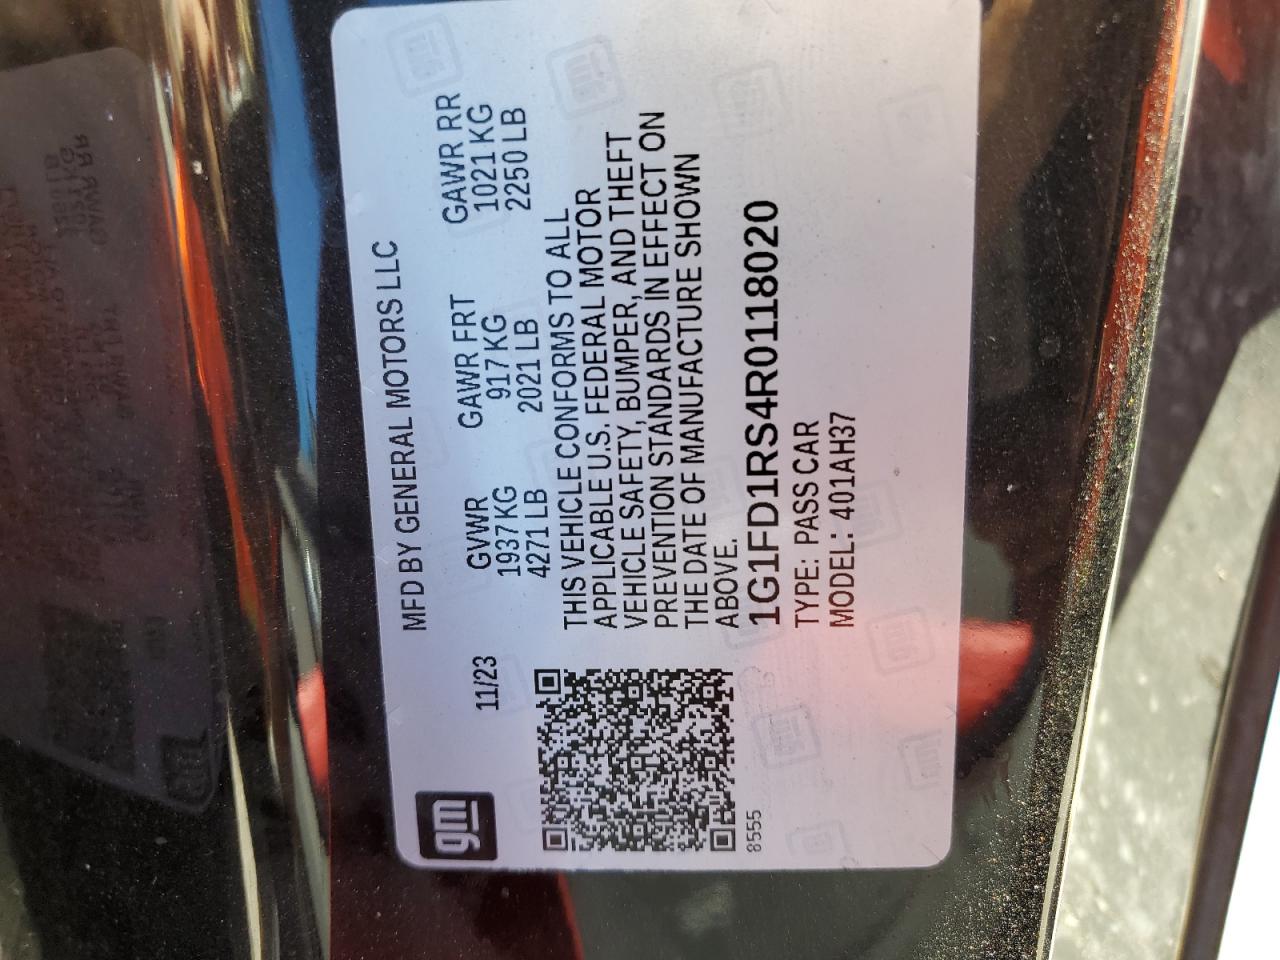 gm
MFD BY GENERAL MOTORS LLC
11/23
GVWR GAWR FRT GAWR RR
1937 KG 917 KG 1021 KG
4271 LB 2021 LB 2250 LB
THIS VEHICLE CONFORMS TO ALL
APPLICABLE U.S. FEDERAL MOTOR
VEHICLE SAFETY, BUMPER, AND THEFT
PREVENTION STANDARDS IN EFFECT ON
THE DATE OF MANUFACTURE SHOWN
ABOVE.
1G1FD1RS4R0118020
8555
TYPE: PASS CAR
MODEL: 401AH37